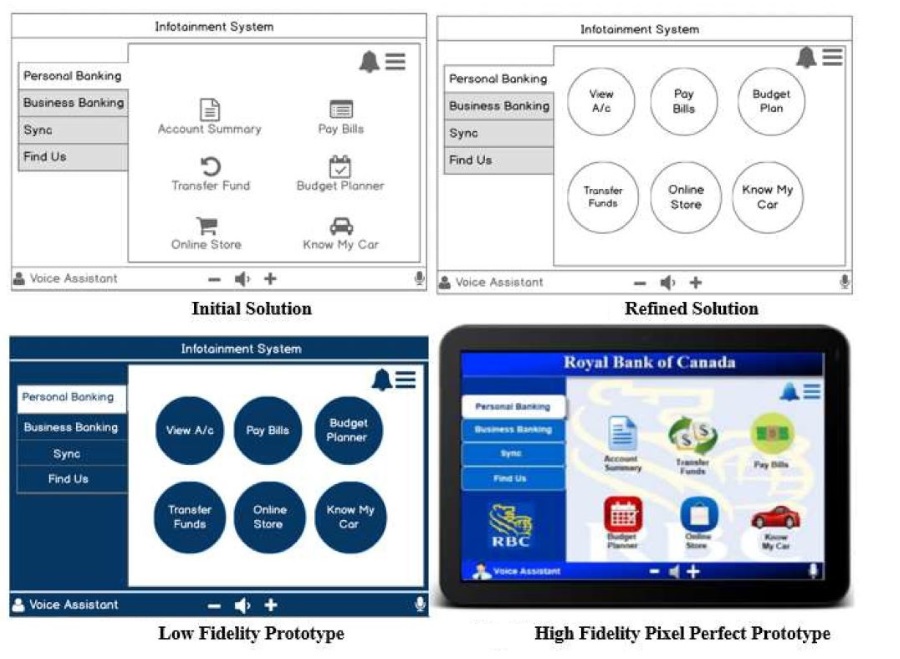 Infotainment System
Personal Banking
Business Banking
Sync
Find Us
Account Summary
Pay Bills
Transfer Fund
Budget Planner
Online Store
Know My Car
Voice Assistant
Initial Solution
Infotainment System
Personal Banking
Business Banking
Sync
Find Us
View
A/c
Pay
Bills
Budget
Plan
Transfer
Funds
Online
Store
Know My
Car
Voice Assistant
Refined Solution
Infotainment System
Personal Banking
Business Banking
Sync
Find Us
View A/c
Pay Bills
Budget
Planner
Transfer
Funds
Online
Store
Know My
Car
Voice Assistant
Low Fidelity Prototype
Royal Bank of Canada
Personal Banking
Business Banking
Sync
Find Us
RBC
Account
Summary
Transfer
Funds
Pay Bills
Budget
Planner
Online
Store
Know
My Car
RBC
Voice Assistant
High Fidelity Pixel Perfect Prototype